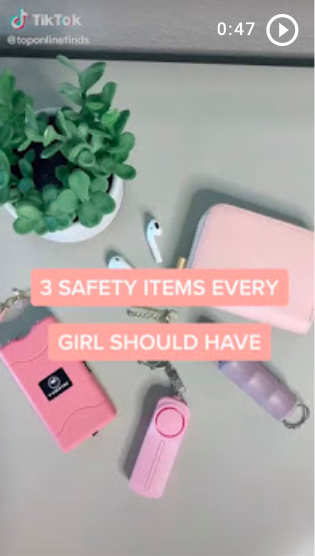 TikTok
@toponlinefinds
0:47
3 SAFETY ITEMS EVERY
GIRL SHOULD HAVE